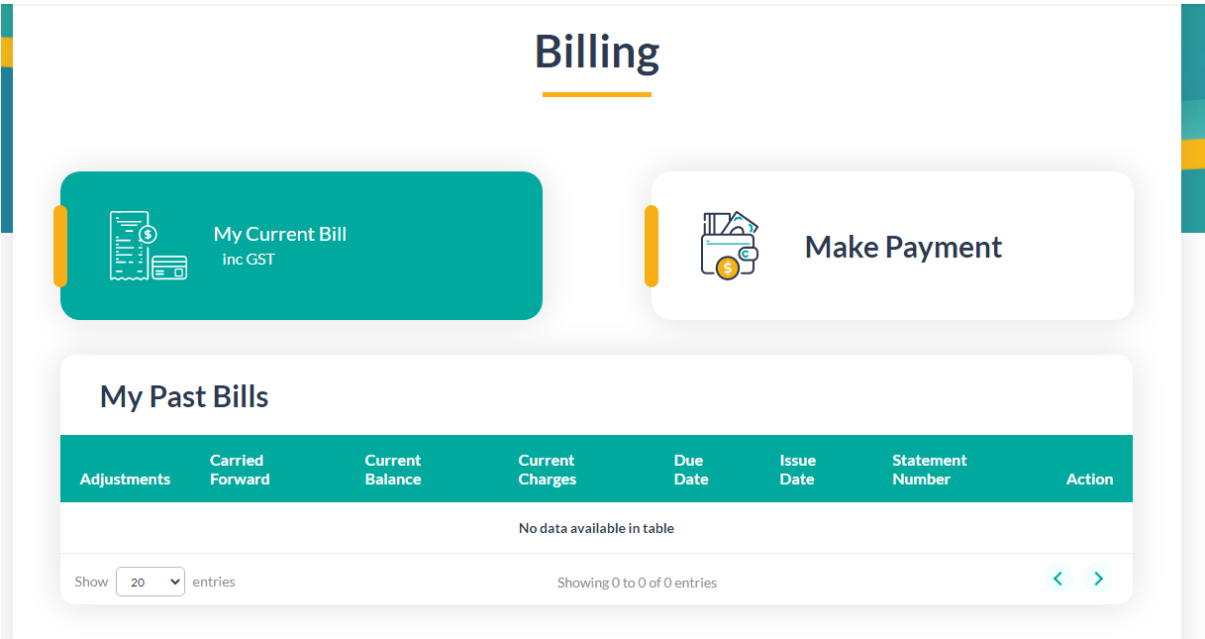 Billing
My Current Bill
inc GST
Make Payment
My Past Bills
Adjustments
Carried
Forward
Current
Balance
Current
Charges
Due
Date
Issue
Date
Statement
Number
Action
No data available in table
Show 20 entries
Showing 0 to 0 of 0 entries